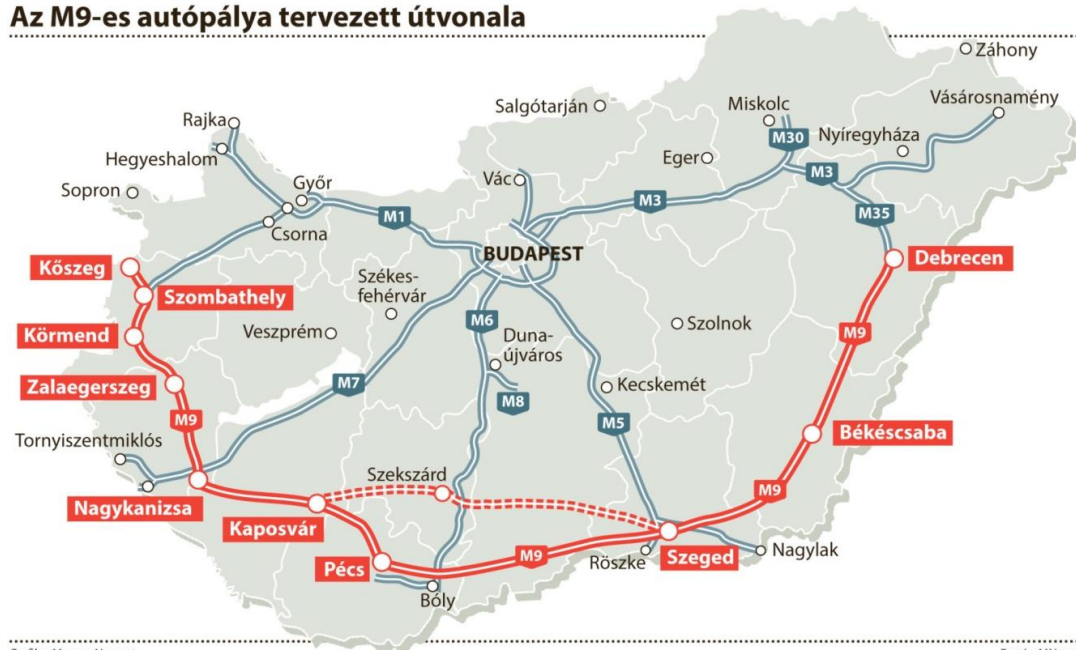 Az M9-es autópálya tervezett útvonala
Záhony
Vásárosnamény
Salgótarján
Miskolc
Rajka
M30
Nyíregyháza
Hegyeshalom
Eger
M3
Sopron
Győr
Vác
M3
M35
M1
Csorna
BUDAPEST
Debrecen
Kőszeg
Székes-
fehérvár
Szombathely
M6
Szolnok
Körmend
Veszprém
Duna-
újváros
M9
Zalaegerszeg
M7
Kecskemét
M8
M9
M5
Békéscsaba
Tornyiszentmiklós
Szekszárd
M9
Nagykanizsa
Kaposvár
M9
Pécs
Röszke
Szeged
Nagylak
Bóly